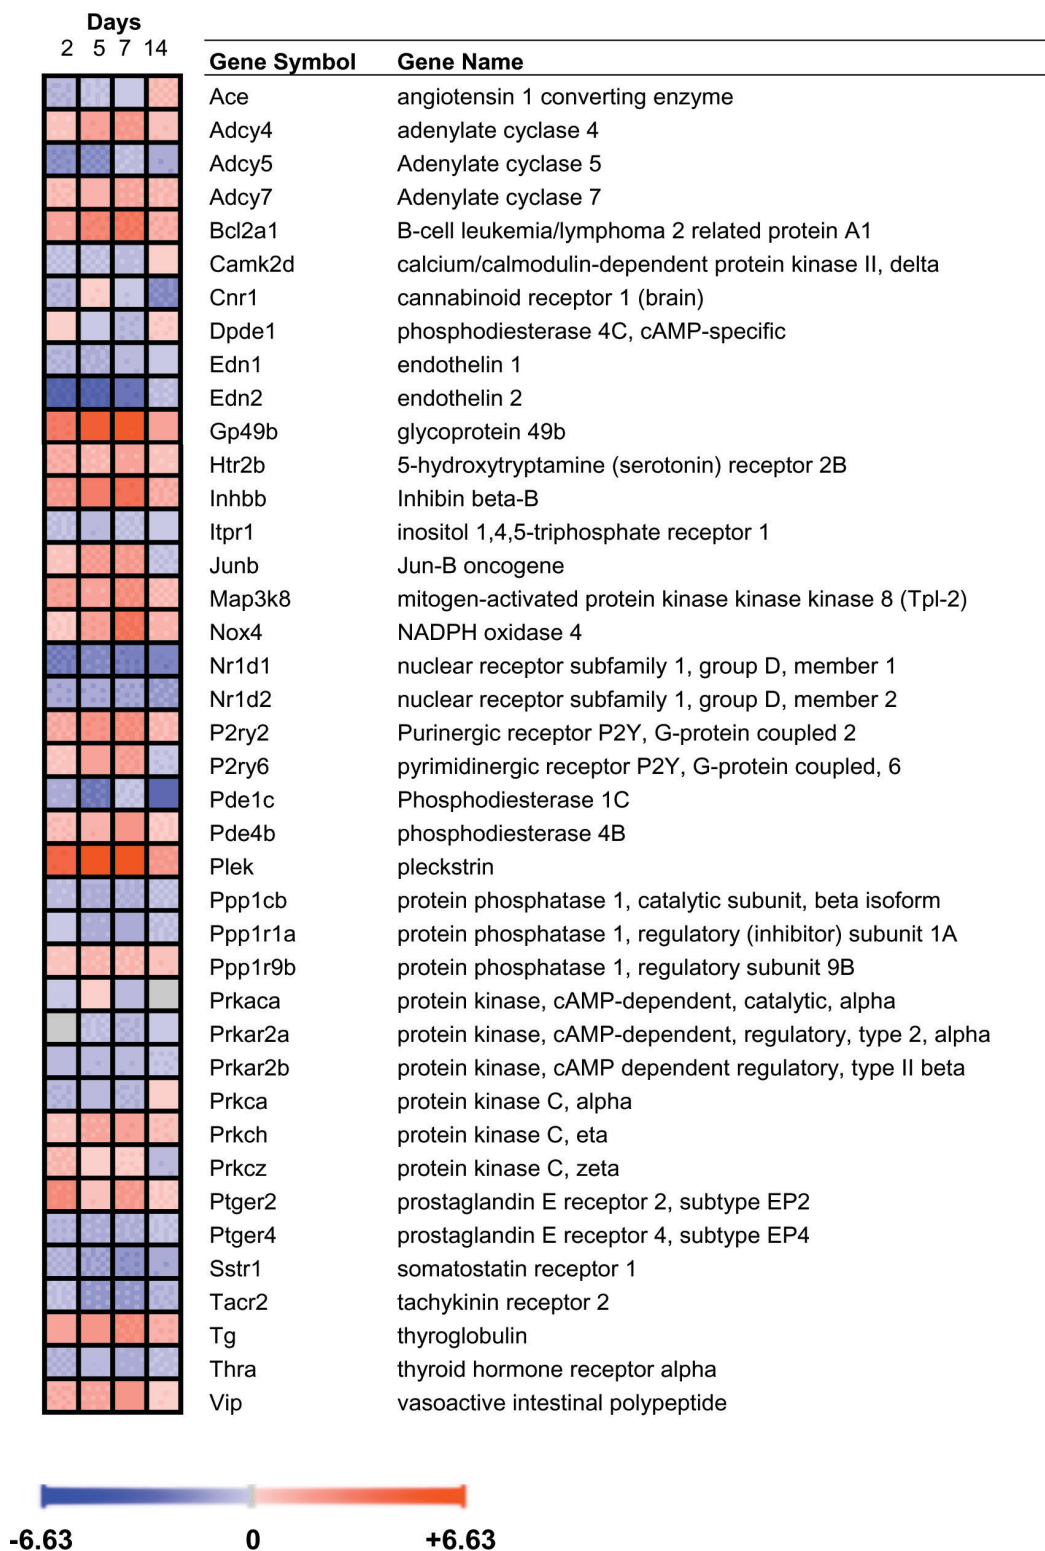 Days
2 5 7 14
Gene Symbol Gene Name
Ace angiotensin 1 converting enzyme
Adcy4 adenylate cyclase 4
Adcy5 Adenylate cyclase 5
Adcy7 Adenylate cyclase 7
Bcl2a1 B-cell leukemia/lymphoma 2 related protein A1
Camk2d calcium/calmodulin-dependent protein kinase II, delta
Cnr1 cannabinoid receptor 1 (brain)
Dpde1 phosphodiesterase 4C, cAMP-specific
Edn1 endothelin 1
Edn2 endothelin 2
Gp49b glycoprotein 49b
Htr2b 5-hydroxytryptamine (serotonin) receptor 2B
Inhbb Inhibin beta-B
Itpr1 inositol 1,4,5-triphosphate receptor 1
Junb Jun-B oncogene
Map3k8 mitogen-activated protein kinase kinase kinase 8 (Tpl-2)
Nox4 NADPH oxidase 4
Nr1d1 nuclear receptor subfamily 1, group D, member 1
Nr1d2 nuclear receptor subfamily 1, group D, member 2
P2ry2 Purinergic receptor P2Y, G-protein coupled 2
P2ry6 pyrimidinergic receptor P2Y, G-protein coupled, 6
Pde1c Phosphodiesterase 1C
Pde4b phosphodiesterase 4B
Plek pleckstrin
Ppp1cb protein phosphatase 1, catalytic subunit, beta isoform
Ppp1r1a protein phosphatase 1, regulatory (inhibitor) subunit 1A
Ppp1r9b protein phosphatase 1, regulatory subunit 9B
Prkaca protein kinase, cAMP-dependent, catalytic, alpha
Prkar2a protein kinase, cAMP-dependent, regulatory, type 2, alpha
Prkar2b protein kinase, cAMP dependent regulatory, type II beta
Prkca protein kinase C, alpha
Prkch protein kinase C, eta
Prkcz protein kinase C, zeta
Ptger2 prostaglandin E receptor 2, subtype EP2
Ptger4 prostaglandin E receptor 4, subtype EP4
Sstr1 somatostatin receptor 1
Tacr2 tachykinin receptor 2
Tg thyroglobulin
Thra thyroid hormone receptor alpha
Vip vasoactive intestinal polypeptide
-6.63 0 +6.63